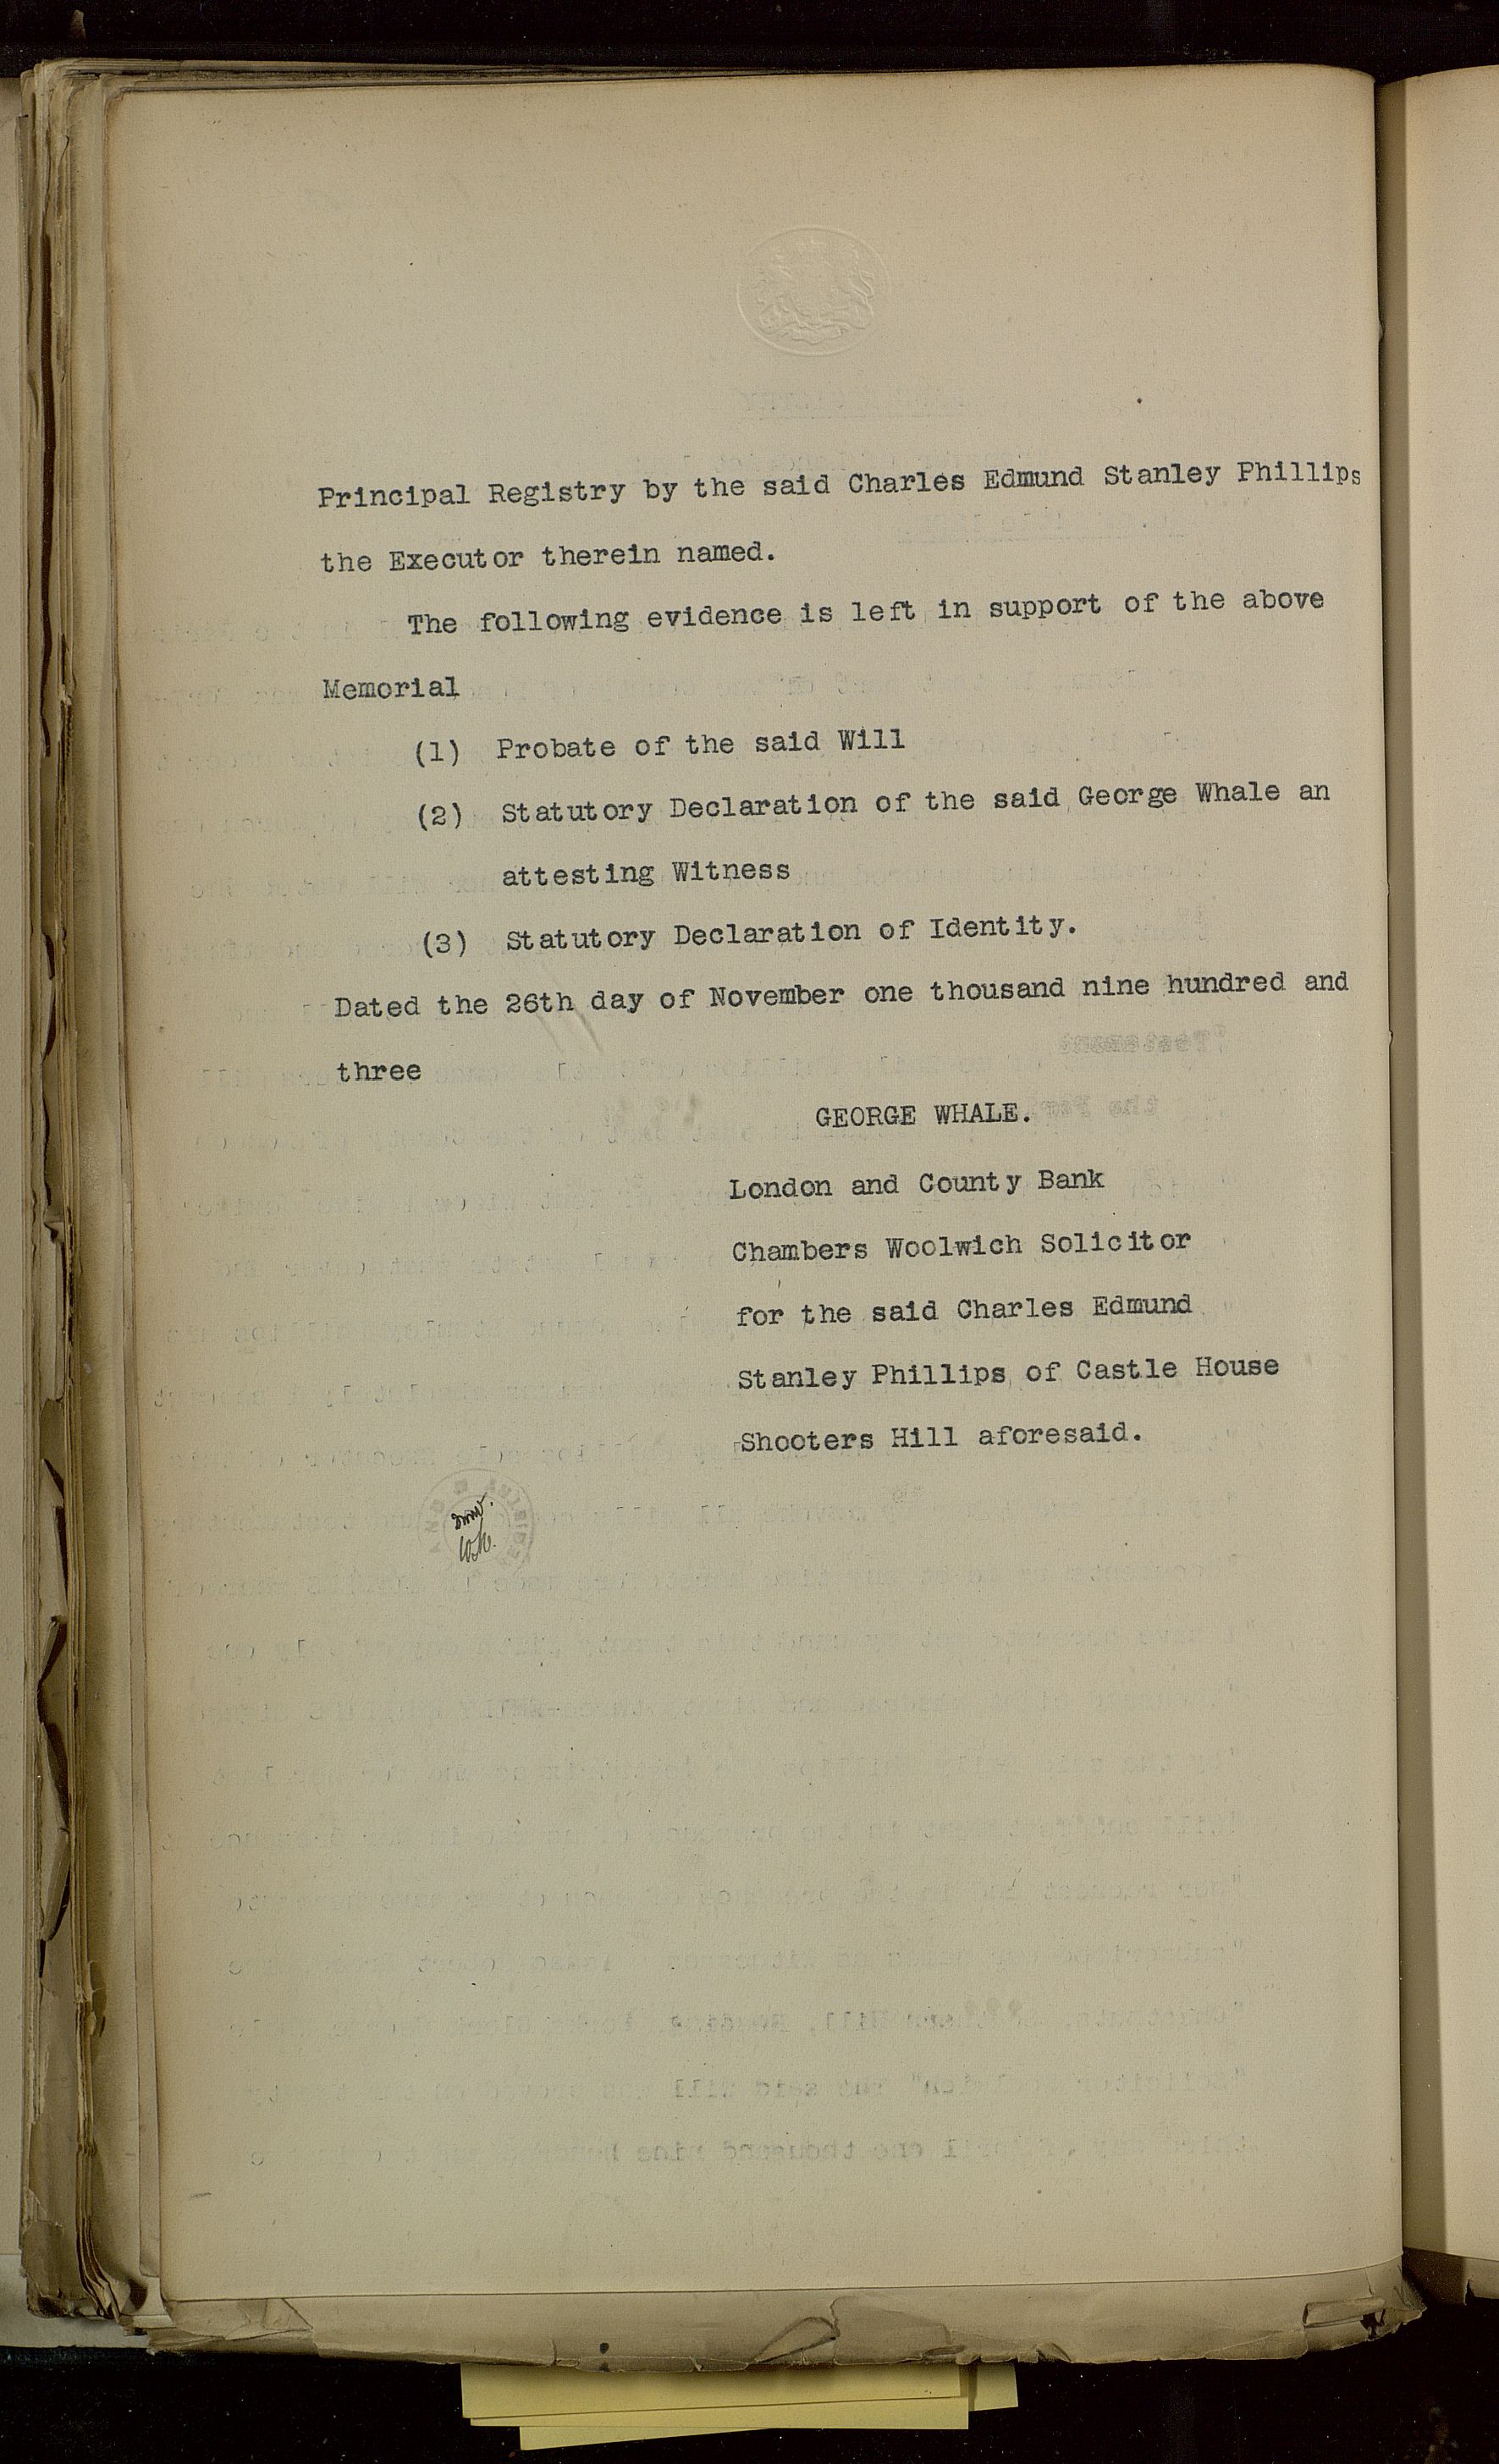 Principal Registry by the said Charles Edmund Stanley Phillips
the Executor therein named.
The following evidence is left in support of the above
Memorial
(1) Probate of the said Will
(2) Statutory Declaration of the said George Whale an
attesting Witness
(3) Statutory Declaration of Identity.
Dated the 26th day of November one thousand nine hundred and
three
GEORGE WHALE.
London and County Bank
Chambers Woolwich Solicitor
for the said Charles Edmund
Stanley Phillips of Castle House
Shooters Hill aforesaid.